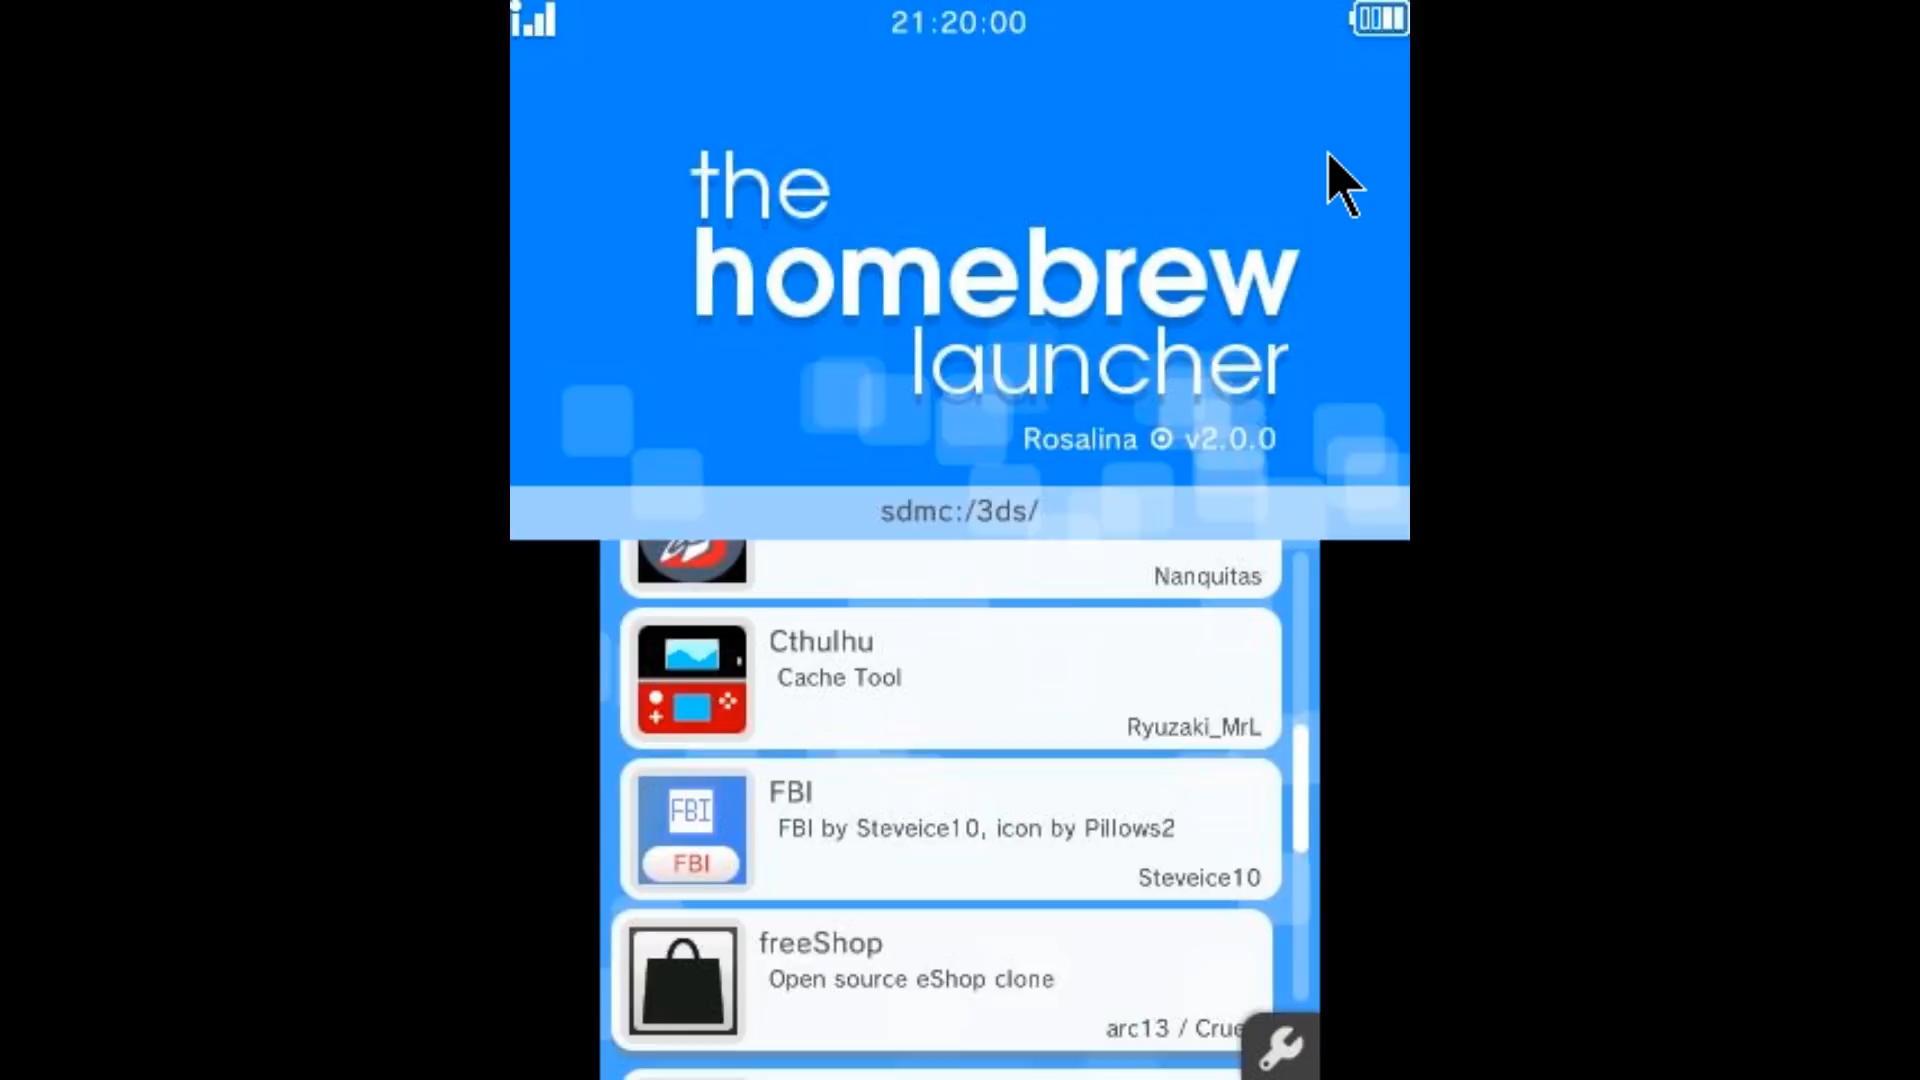 21:20:00
the
homebrew
launcher
Rosalina ⦿ v2.0.0
sdmc:/3ds/
Nanquitas
Cthulhu
Cache Tool
Ryuzaki_MrL
FBI
FBI
FBI
FBI by Steveice10, icon by Pillows2
Steveice10
freeShop
Open source eShop clone
arc13 / Crue